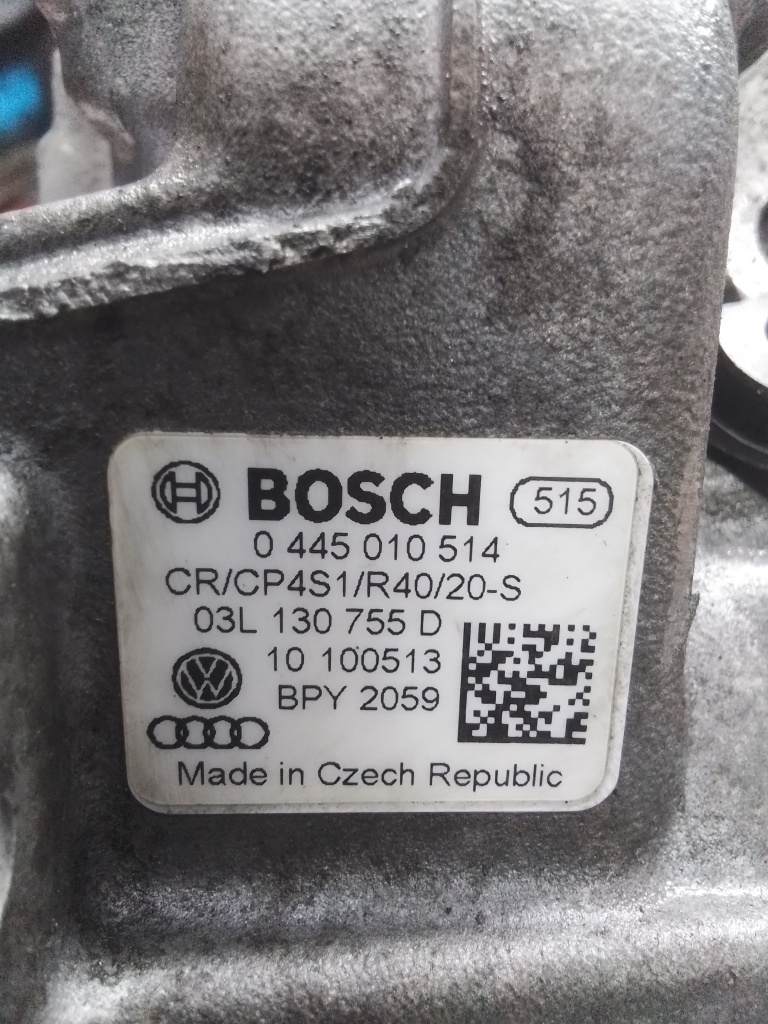 BOSCH 515
0 445 010 514
CR/CP4S1/R40/20-S
03L 130 755 D
10 100513
BPY 2059
Made in Czech Republic